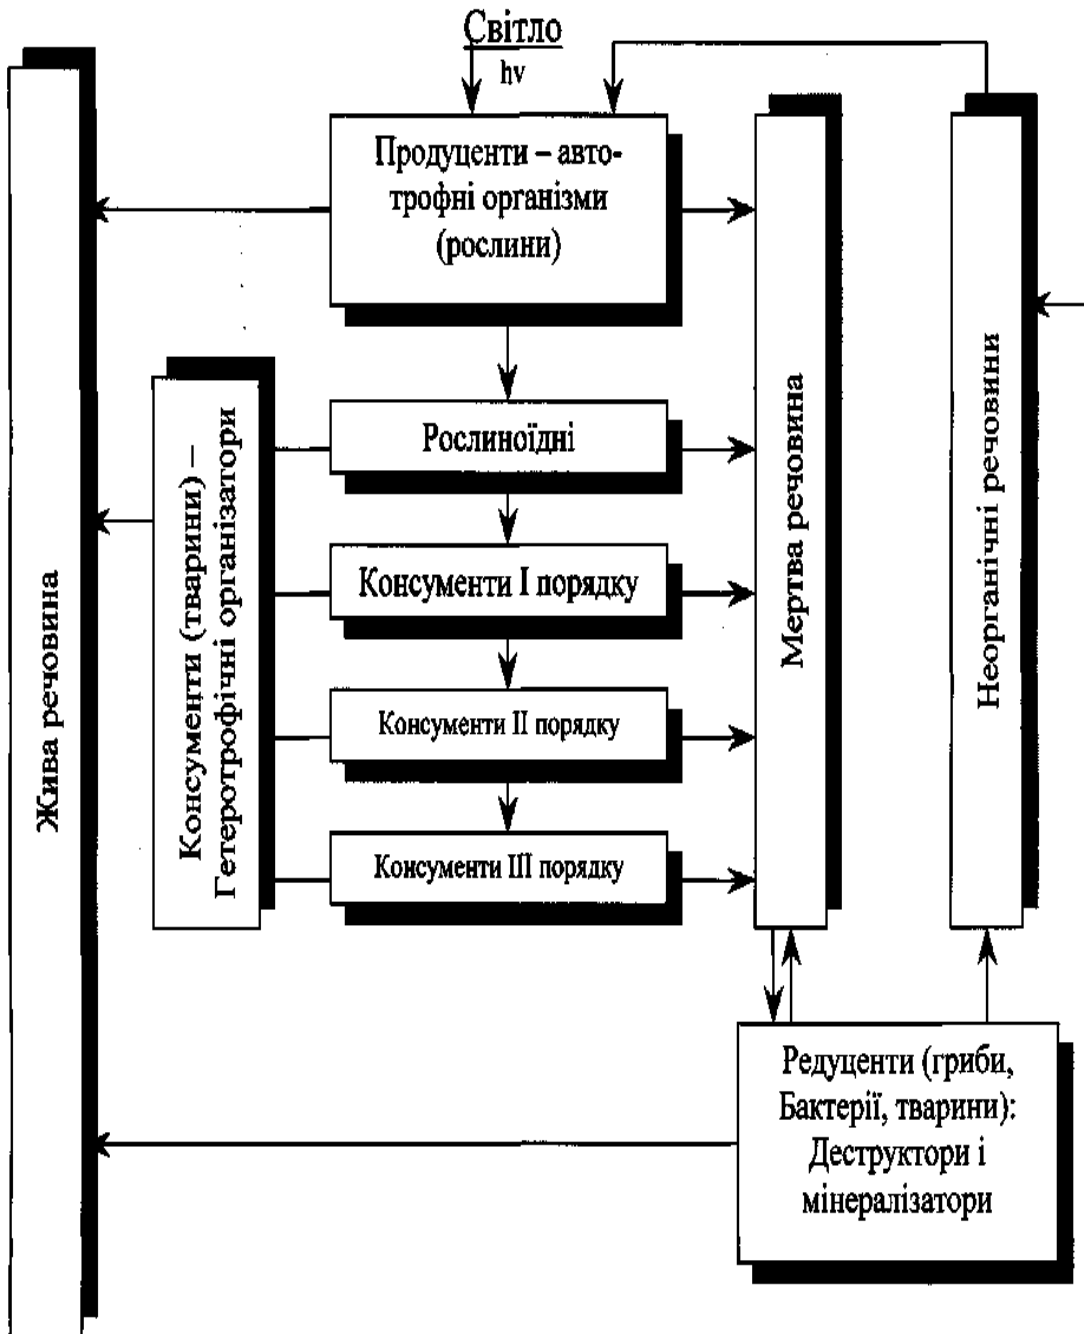 Світло
hv
Продуценти – авто-
трофні організми
(рослини)
Рослиноїдні
Консументи I порядку
Консументи II порядку
Консументи III порядку
Жива речовина
Консументи (тварини) –
Гетеротрофічні організатори
Мертва речовина
Неорганічні речовини
Редуценти (гриби,
Бактерії, тварини):
Деструктори і
мінералізатори